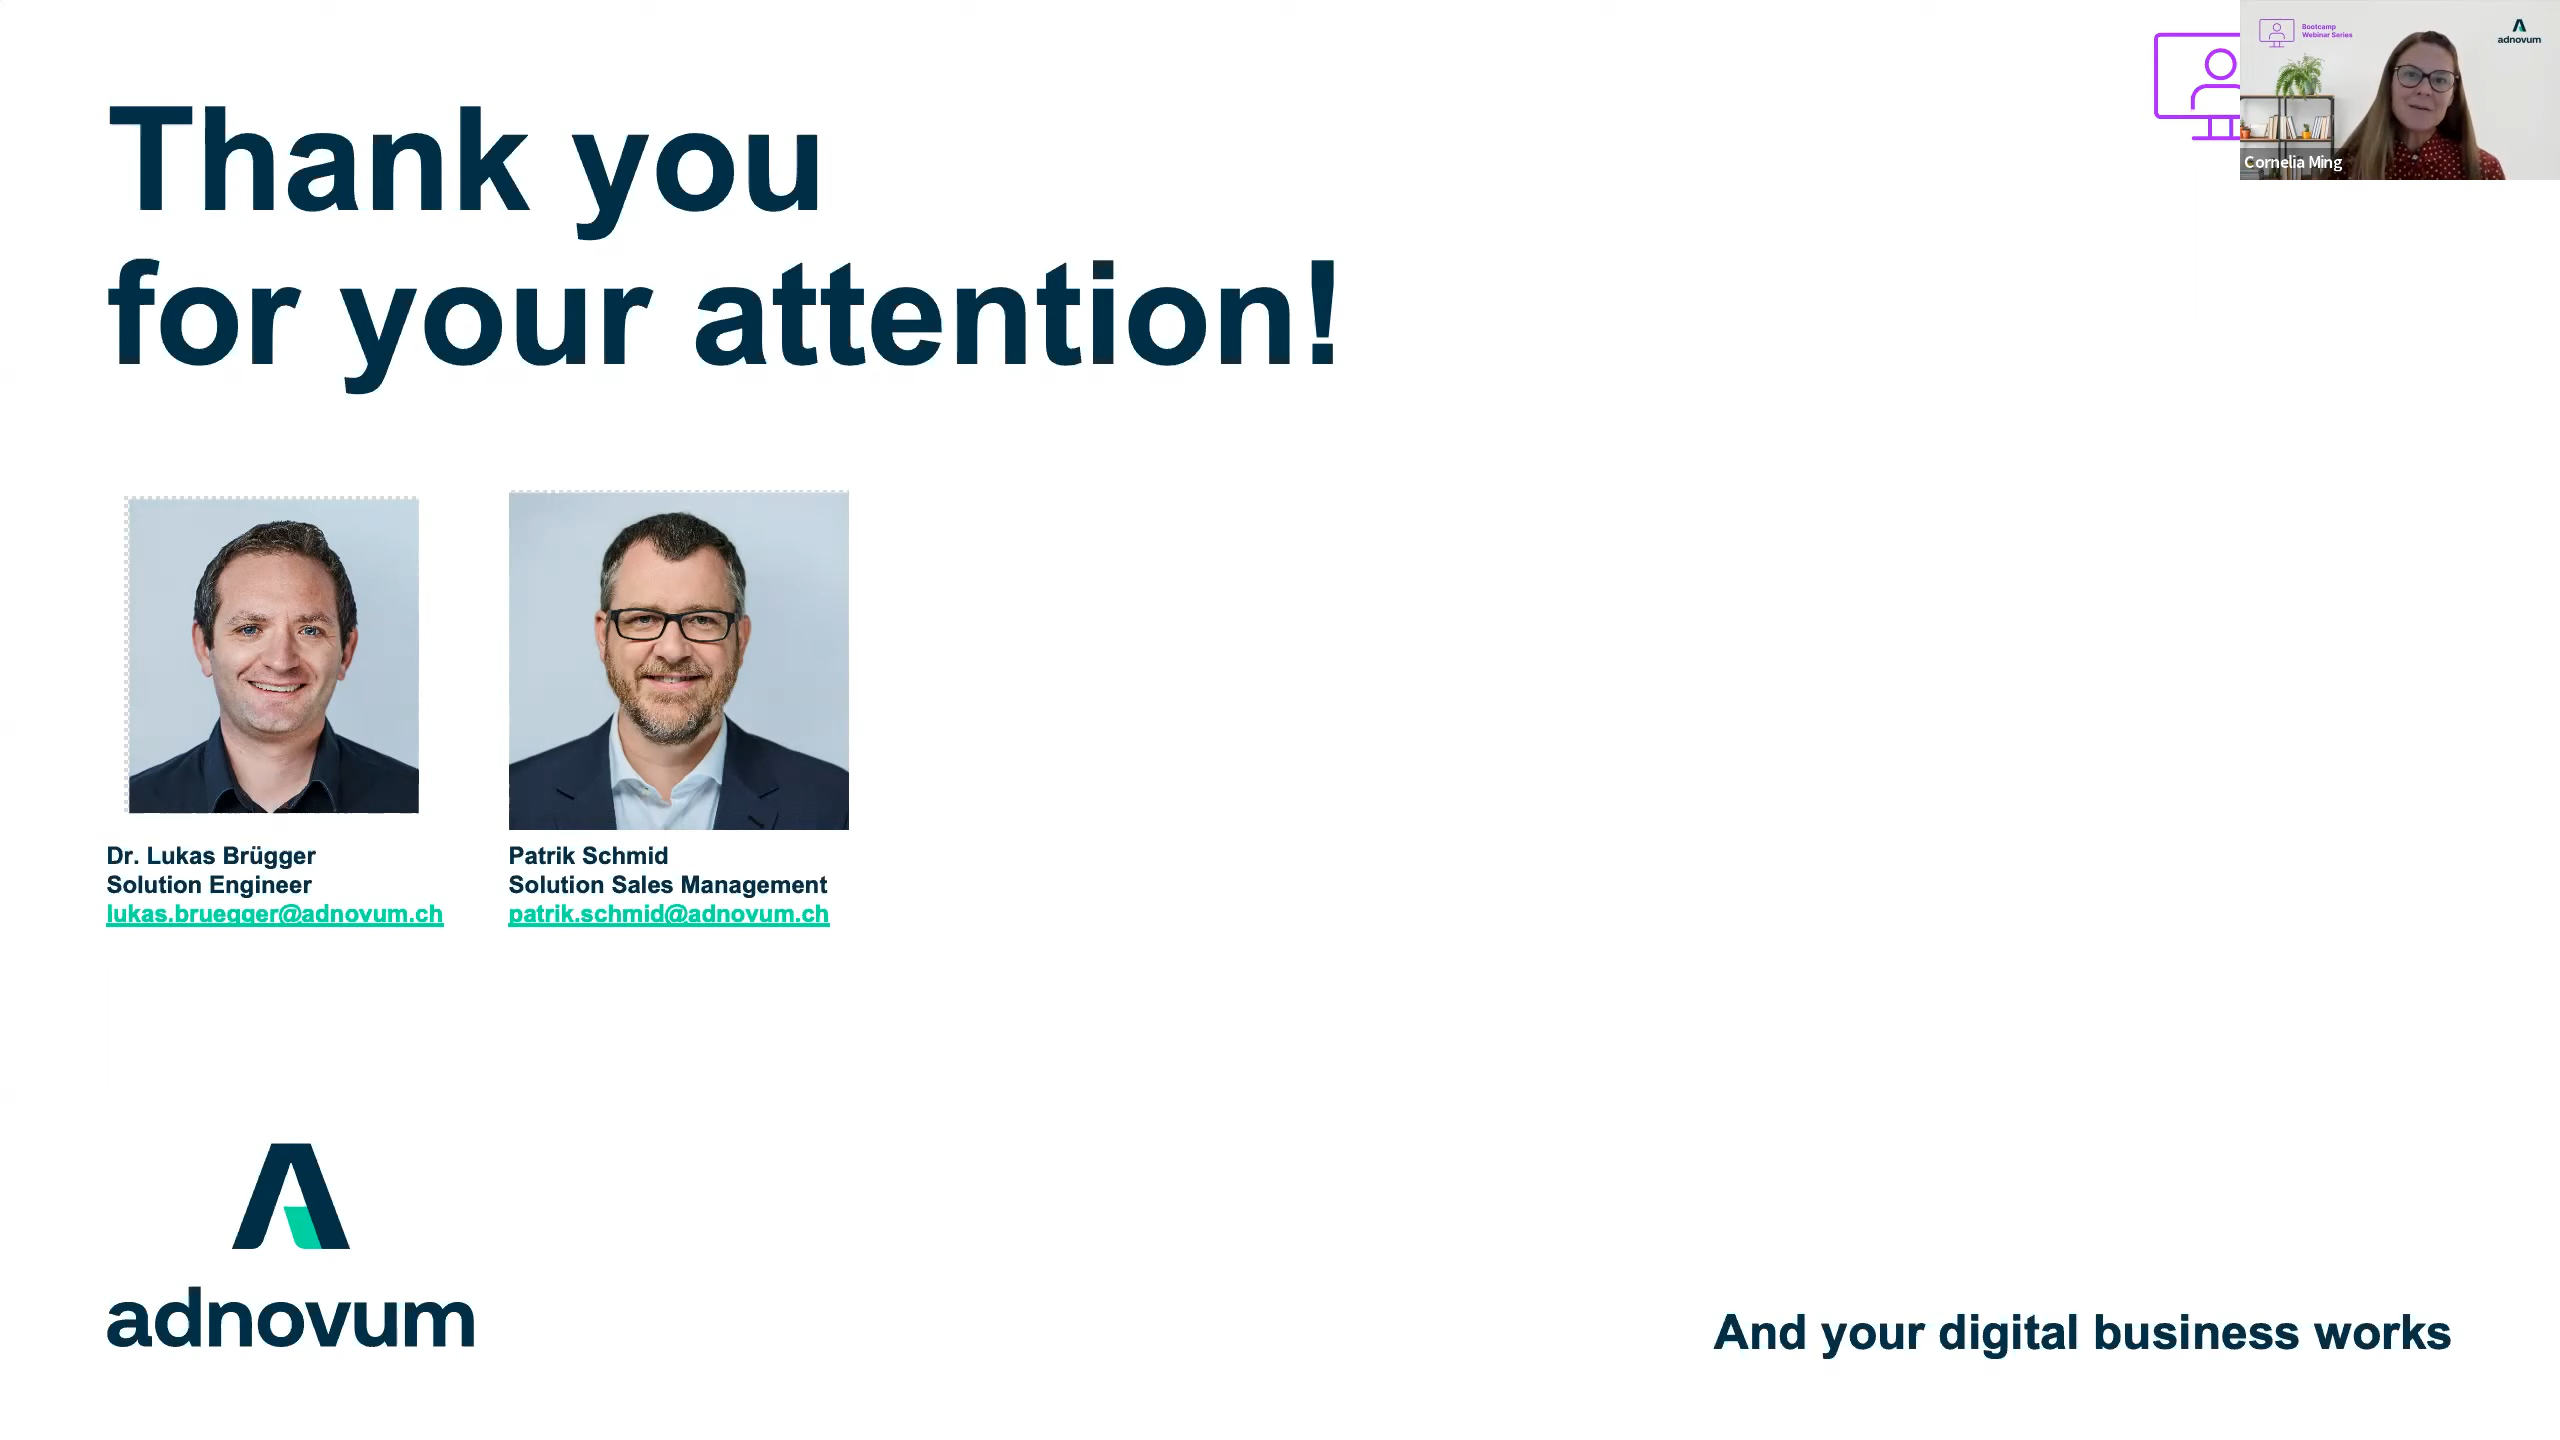 Thank you
for your attention!
Bootcamp
Webinar Series
adnovum
Cornelia Ming
Dr. Lukas Brügger
Solution Engineer
lukas.bruegger@adnovum.ch
Patrik Schmid
Solution Sales Management
patrik.schmid@adnovum.ch
adnovum
And your digital business works